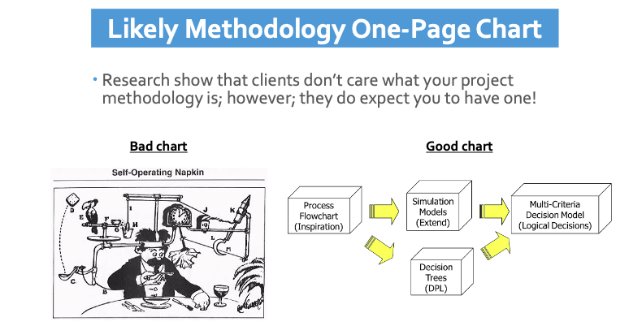 Likely Methodology One-Page Chart
• Research show that clients don't care what your project
methodology is; however; they do expect you to have one!
Bad chart
Self-Operating Napkin
Good chart
Process
Flowchart
(Inspiration)
Simulation
Models
(Extend)
Decision
Trees
(DPL)
Multi-Criteria
Decision Model
(Logical Decisions)